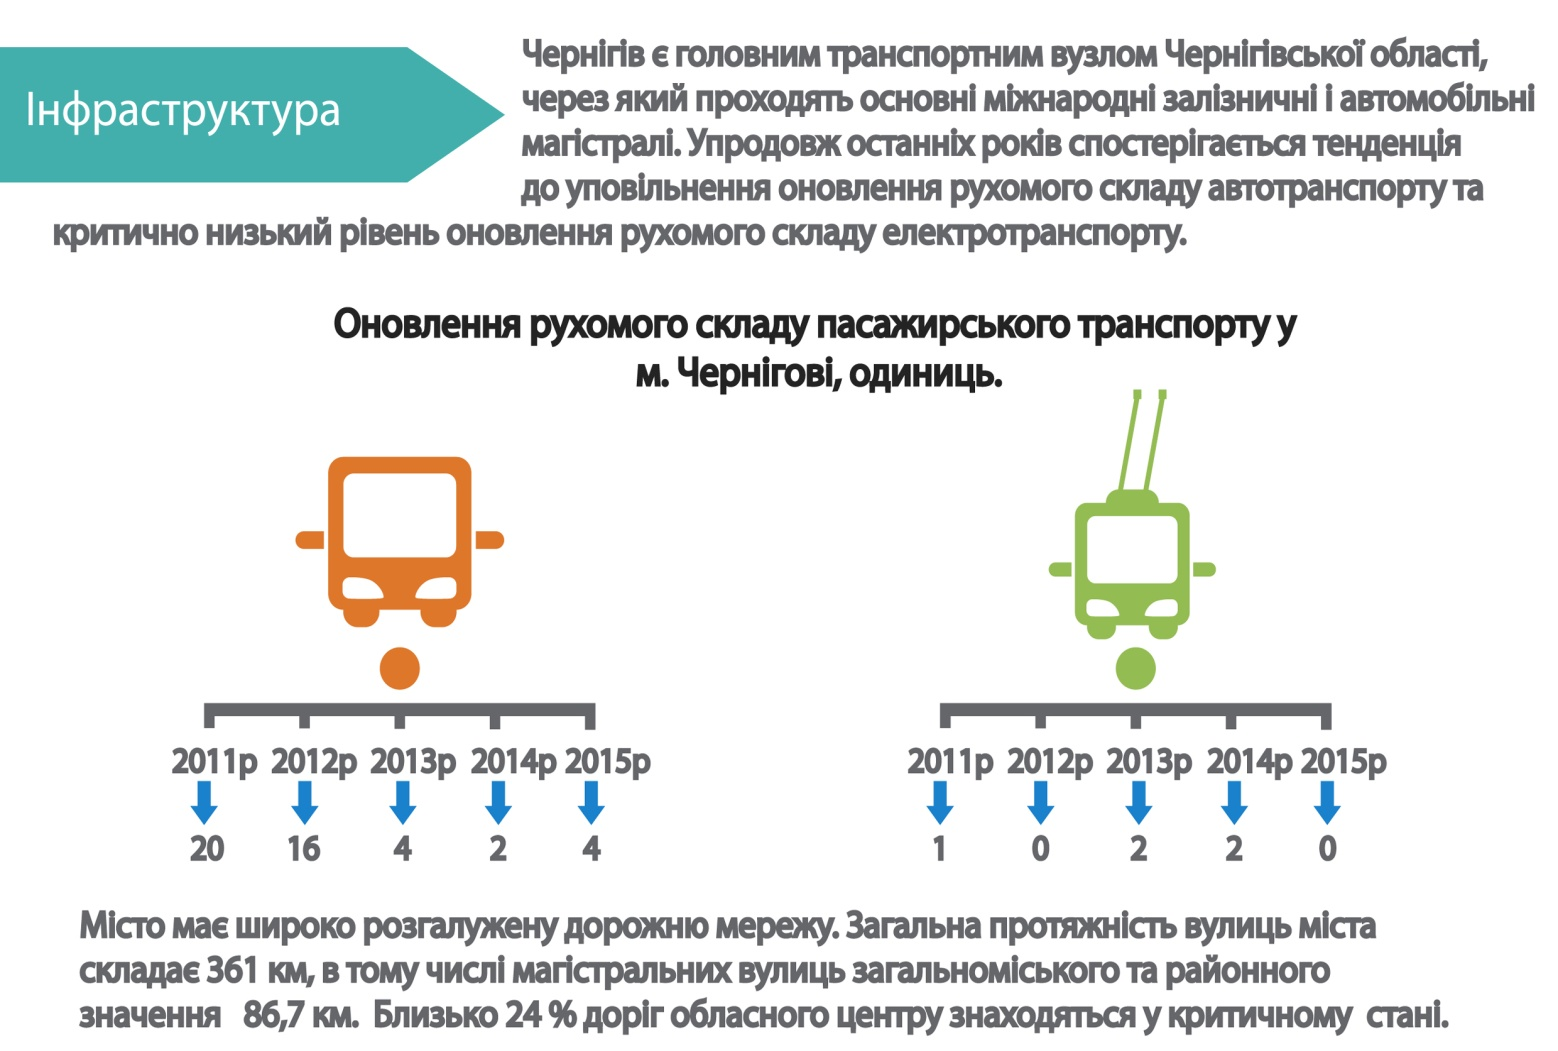 Інфраструктура
Чернігів є головним транспортним вузлом Чернігівської області,
через який проходять основні міжнародні залізничні і автомобільні
магістралі. Упродовж останніх років спостерігається тенденція
до уповільнення оновлення рухомого складу автотранспорту та
критично низький рівень оновлення рухомого складу електротранспорту.
Оновлення рухомого складу пасажирського транспорту у
м. Чернігові, одиниць.
2011р 2012р 2013р 2014р 2015р
20 16 4 2 4
2011р 2012р 2013р 2014р 2015р
1 0 2 2 0
Місто має широко розгалужену дорожню мережу. Загальна протяжність вулиць міста
складає 361 км, в тому числі магістральних вулиць загальноміського та районного
значення 86,7 км. Близько 24 % доріг обласного центру знаходяться у критичному стані.